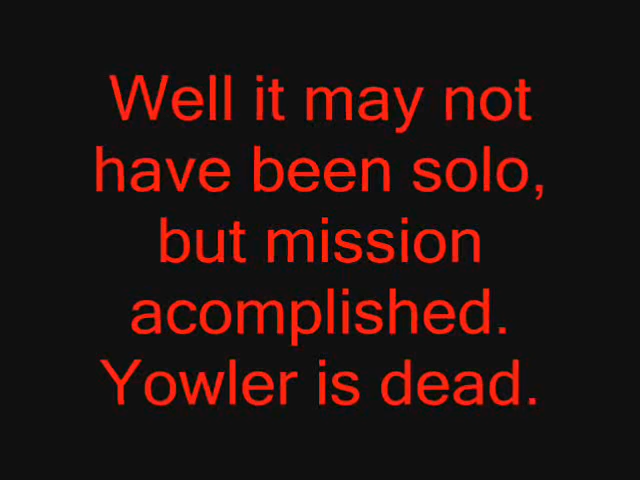 Well it may not
have been solo,
but mission
acomplished.
Yowler is dead.